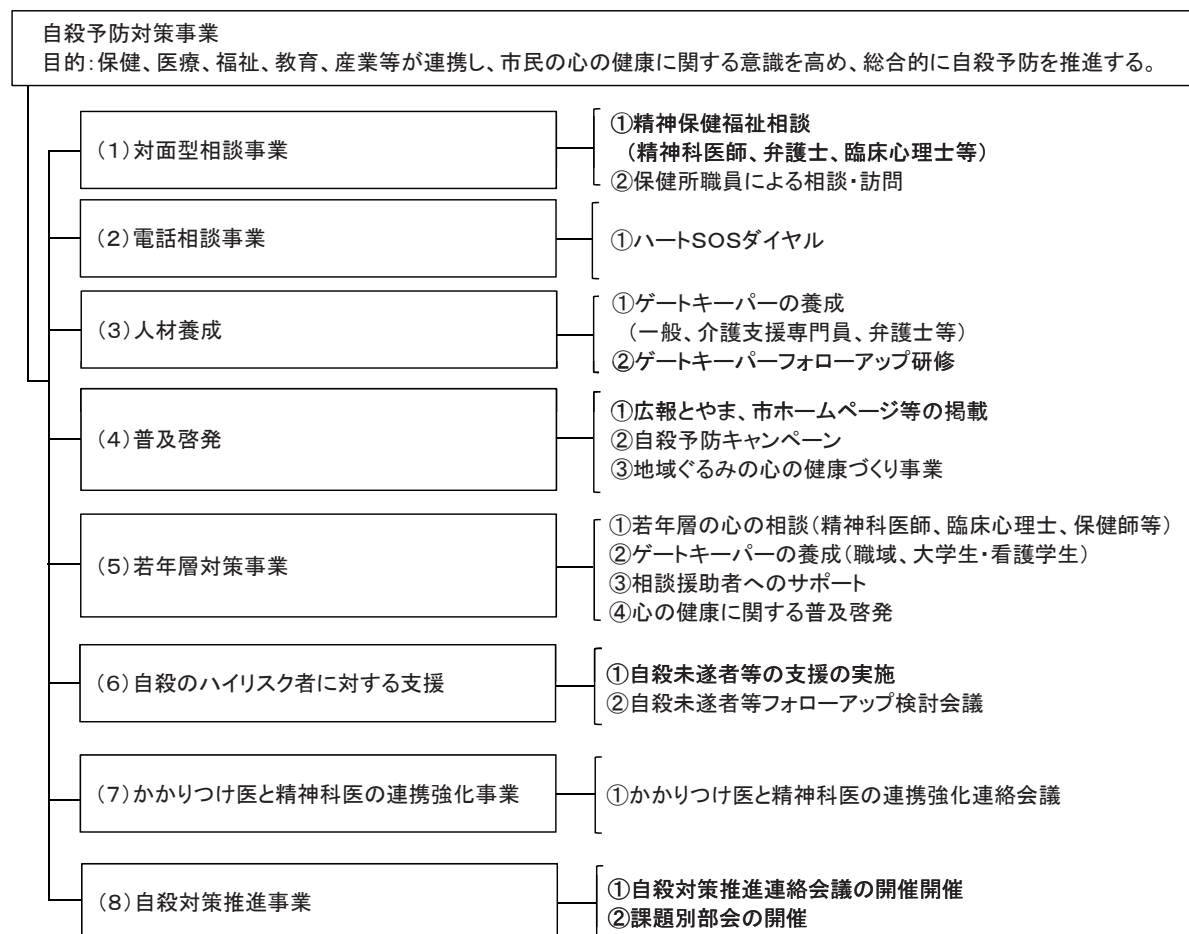 自殺予防対策事業
目的:保健、医療、福祉、教育、産業等が連携し、市民の心の健康に関する意識を高め、総合的に自殺予防を推進する。
(1)対面型相談事業
①精神保健福祉相談
(精神科医師、弁護士、臨床心理士等)
②保健所職員による相談・訪問
(2)電話相談事業
①ハートSOSダイヤル
(3)人材養成
①ゲートキーパーの養成
(一般、介護支援専門員、弁護士等)
②ゲートキーパーフォローアップ研修
(4)普及啓発
①広報とやま、市ホームページ等の掲載
②自殺予防キャンペーン
③地域ぐるみの心の健康づくり事業
(5)若年層対策事業
①若年層の心の相談(精神科医師、臨床心理士、保健師等)
②ゲートキーパーの養成(職域、大学生・看護学生)
③相談援助者へのサポート
④心の健康に関する普及啓発
(6)自殺のハイリスク者に対する支援
①自殺未遂者等の支援の実施
②自殺未遂者等フォローアップ検討会議
(7)かかりつけ医と精神科医の連携強化事業
①かかりつけ医と精神科医の連携強化連絡会議
(8)自殺対策推進事業
①自殺対策推進連絡会議の開催開催
②課題別部会の開催